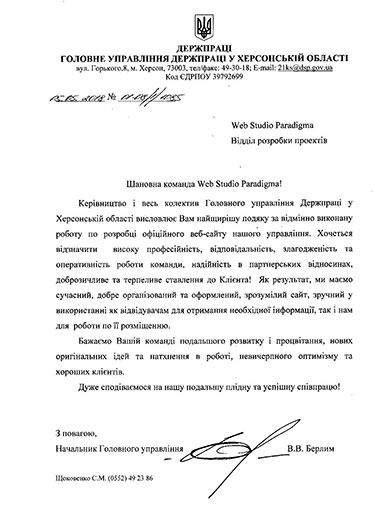 ДЕРЖПРАЦІ
ГОЛОВНЕ УПРАВЛІННЯ ДЕРЖПРАЦІ У ХЕРСОНСЬКІЙ ОБЛАСТІ
вул. Горького,8, м. Херсон, 73003, тел/факс: 49-30-18; E-mail: 21ks@dsp.gov.ua
Код ЄДРПОУ 39792699
2018 №
Web Studio Paradigma
Відділ розробки проектів
Шановна команда Web Studio Paradigma!
Керівництво і весь колектив Головного управління Держпраці у
Херсонській області висловлює Вам найщирішу подяку за відмінно виконану
роботу по розробці офіційного веб-сайту нашого управління. Хочеться
відзначити високу професійність, відповідальність, злагодженість та
оперативність роботи команди, надійність в партнерських відносинах,
доброзичливе та терпеливе ставлення до Клієнта! Як результат, ми маємо
сучасний, добре організований та оформлений, зрозумілий сайт, зручний у
використанні як відвідувачам для отримання необхідної інформації, так і нам
для роботи по її розміщенню.
Бажаємо Вашій команді подальшого розвитку і процвітання, нових
оригінальних ідей та натхнення в роботі, невичерпного оптимізму та
хороших клієнтів.
Дуже сподіваємося на нашу подальшу плідну та успішну співпрацю!
З повагою,
Начальник Головного управління В.В. Берлим
Щоковенко С.М. (0552) 49 23 86